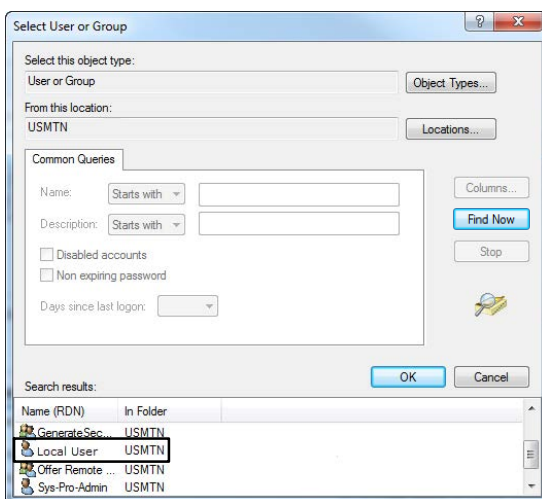 Select User or Group
Select this object type:
User or Group
Object Types...
From this location:
USMTN
Locations...
Common Queries
Name:
Starts with
Columns...
Description:
Starts with
Find Now
Disabled accounts
Stop
Non expiring password
Days since last logon:
OK
Cancel
Search results:
Name (RDN)
In Folder
GenerateSec...
USMTN
Local User
USMTN
Offer Remote ...
USMTN
Sys-Pro-Admin
USMTN